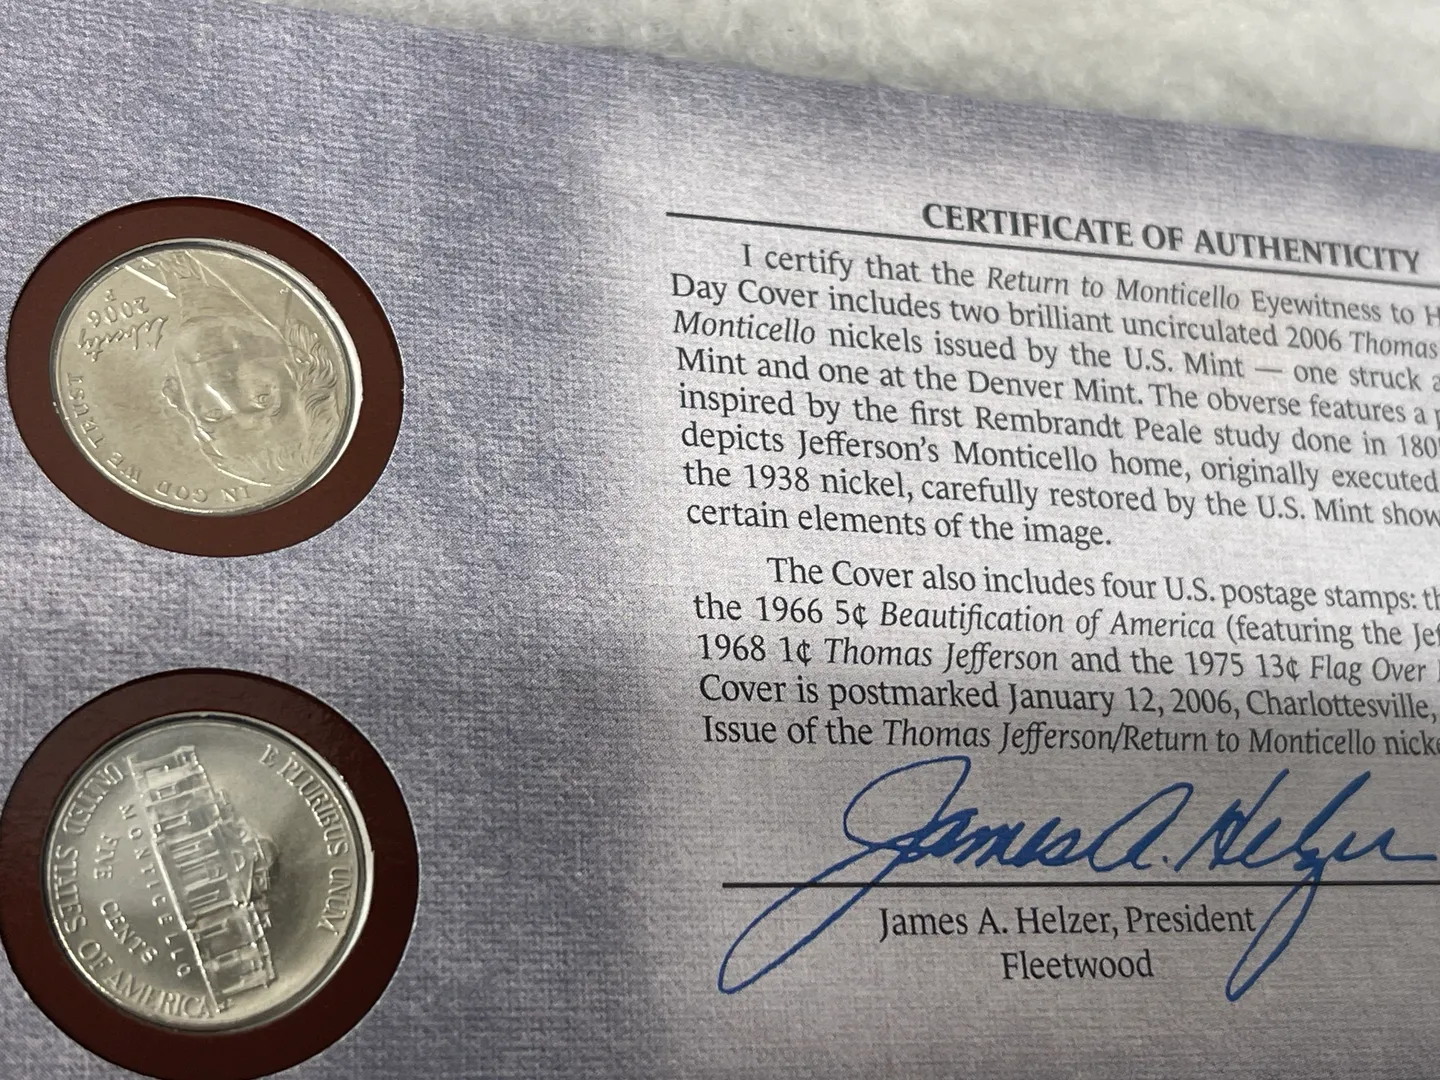 CERTIFICATE OF AUTHENTICITY
I certify that the Return to Monticello Eyewitness to H
Day Cover includes two brilliant uncirculated 2006 Thomas
Monticello nickels issued by the U.S. Mint — one struck a
Mint and one at the Denver Mint. The obverse features a p
inspired by the first Rembrandt Peale study done in 180
depicts Jefferson's Monticello home, originally executed
the 1938 nickel, carefully restored by the U.S. Mint show
certain elements of the image.
The Cover also includes four U.S. postage stamps: th
the 1966 5¢ Beautification of America (featuring the Jef
1968 1¢ Thomas Jefferson and the 1975 13¢ Flag Over
Cover is postmarked January 12, 2006, Charlottesville,
Issue of the Thomas Jefferson/Return to Monticello nicke
James A. Helzer
James A. Helzer, President
Fleetwood
IN GOD WE TRUST
Liberty
2006
P
E PLURIBUS UNUM
MONTICELLO
FIVE CENTS
UNITED STATES OF AMERICA